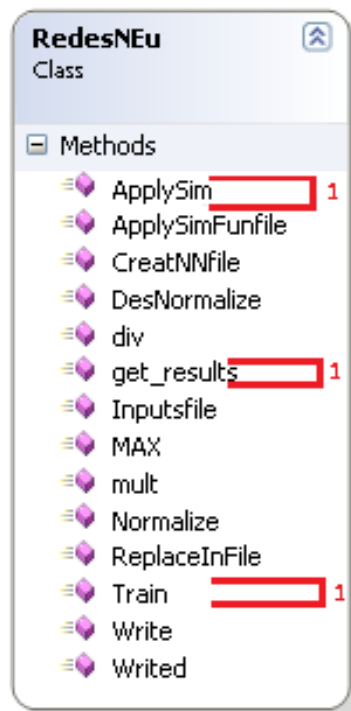 RedesNEu
Class
Methods
ApplySim 1
ApplySimFunfile
CreatNNfile
DesNormalize
div
get_results 1
Inputsfile
MAX
mult
Normalize
ReplaceInFile
Train 1
Write
Writed